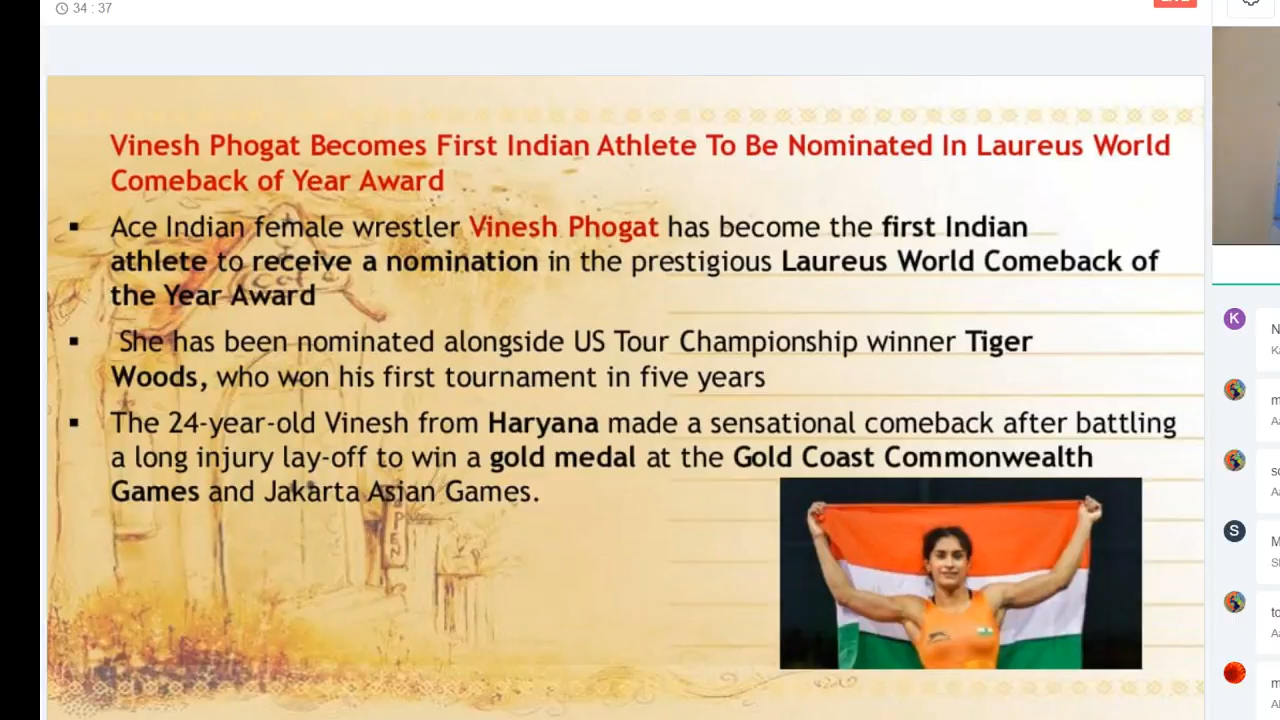 34 : 37
Vinesh Phogat Becomes First Indian Athlete To Be Nominated In Laureus World
Comeback of Year Award
▪ Ace Indian female wrestler Vinesh Phogat has become the first Indian
athlete to receive a nomination in the prestigious Laureus World Comeback of
the Year Award
▪ She has been nominated alongside US Tour Championship winner Tiger
Woods, who won his first tournament in five years
▪ The 24-year-old Vinesh from Haryana made a sensational comeback after battling
a long injury lay-off to win a gold medal at the Gold Coast Commonwealth
Games and Jakarta Asian Games.
OPEN
K
S